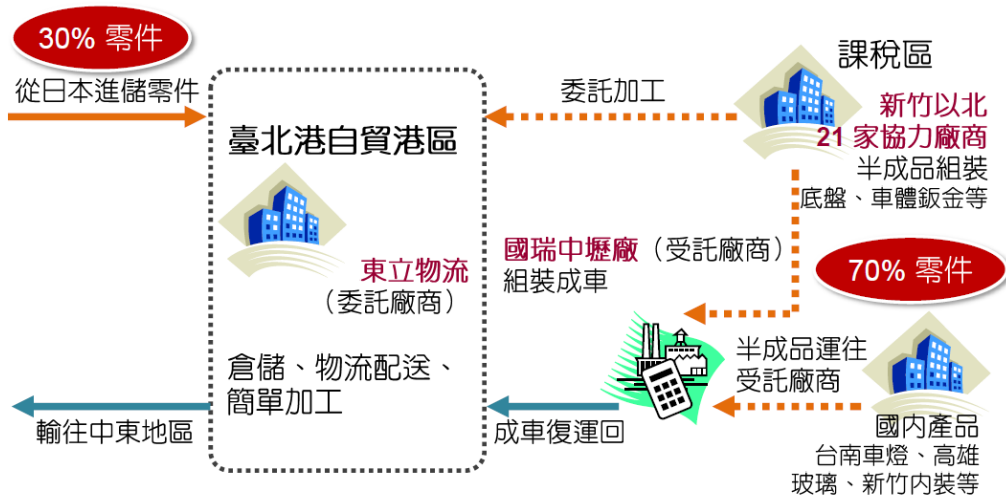 30% 零件
從日本進儲零件
臺北港自貿港區
東立物流
（委託廠商）
倉儲、物流配送、
簡單加工
輸往中東地區
委託加工
課稅區
新竹以北
21 家協力廠商
半成品組裝
底盤、車體鈑金等
國瑞中壢廠（受託廠商）
組裝成車
70% 零件
半成品運往
受託廠商
成車復運回
國內產品
台南車燈、高雄
玻璃、新竹內裝等